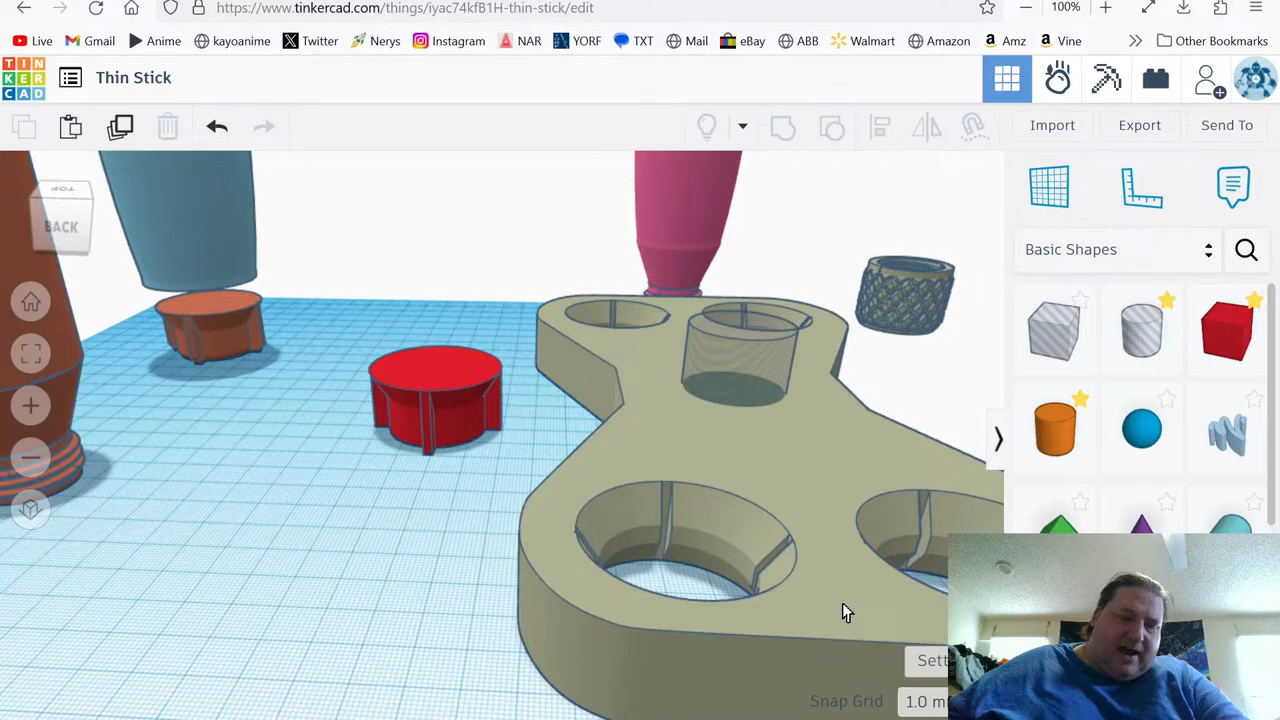 https://www.tinkercad.com/things/iyac74kfB1H-thin-stick/edit
100%
Live
Gmail
Anime
kayoanime
Twitter
Nerys
Instagram
NAR
YORF
TXT
Mail
eBay
ABB
Walmart
Amazon
Amz
Vine
Other Bookmarks
TIN
KER
CAD
Thin Stick
Import
Export
Send To
TOP
BACK
Basic Shapes
Sett
Snap Grid
1.0 m